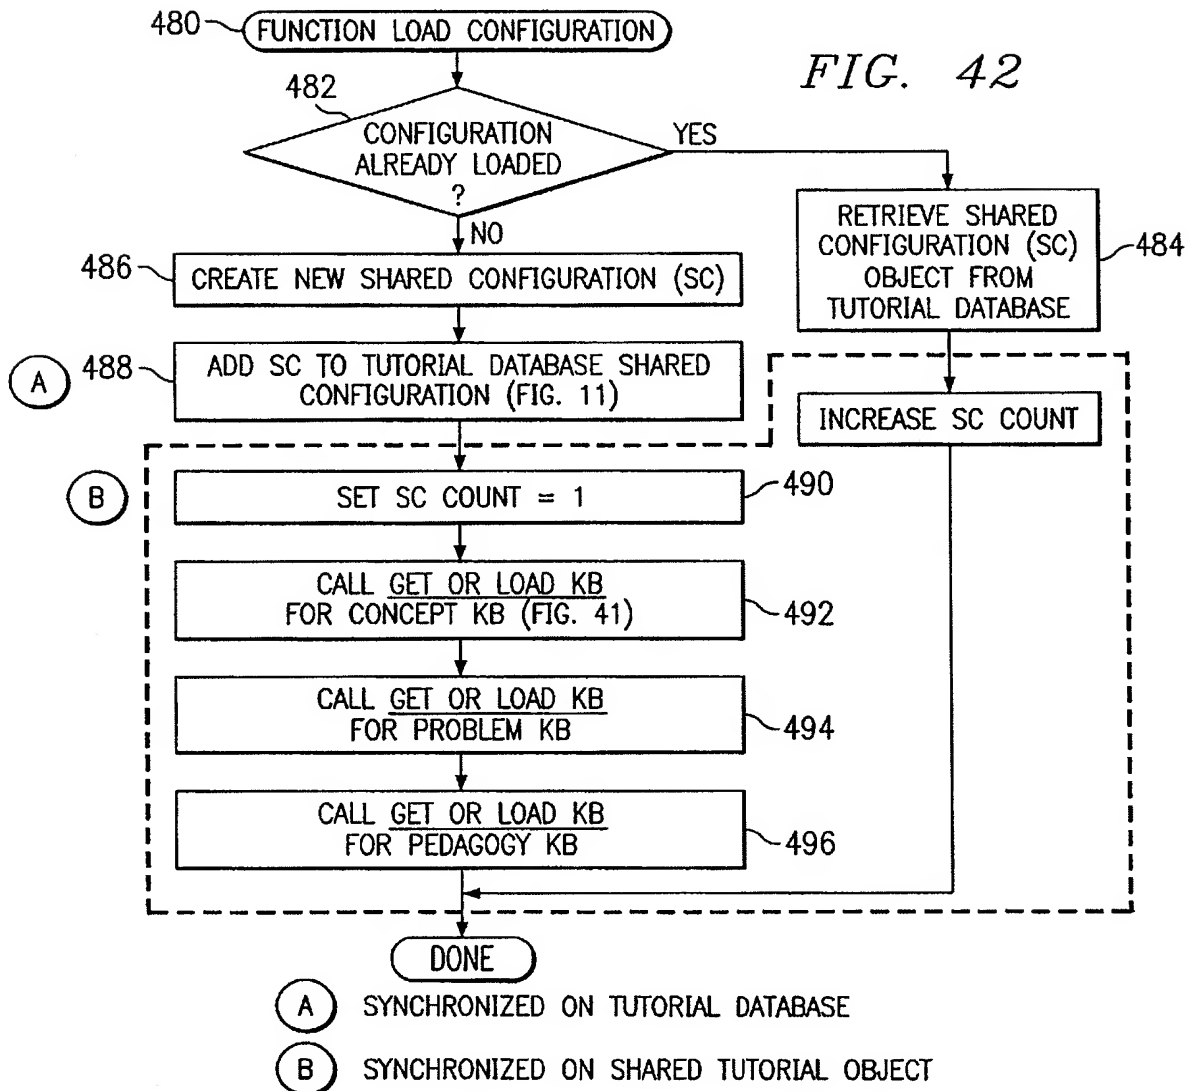 480
FUNCTION LOAD CONFIGURATION
FIG. 42
482
CONFIGURATION
ALREADY LOADED
?
YES
NO
RETRIEVE SHARED
CONFIGURATION (SC)
OBJECT FROM
TUTORIAL DATABASE
484
486
CREATE NEW SHARED CONFIGURATION (SC)
A
488
ADD SC TO TUTORIAL DATABASE SHARED
CONFIGURATION (FIG. 11)
INCREASE SC COUNT
B
SET SC COUNT = 1
490
CALL GET OR LOAD KB
FOR CONCEPT KB (FIG. 41)
492
CALL GET OR LOAD KB
FOR PROBLEM KB
494
CALL GET OR LOAD KB
FOR PEDAGOGY KB
496
DONE
A SYNCHRONIZED ON TUTORIAL DATABASE
B SYNCHRONIZED ON SHARED TUTORIAL OBJECT